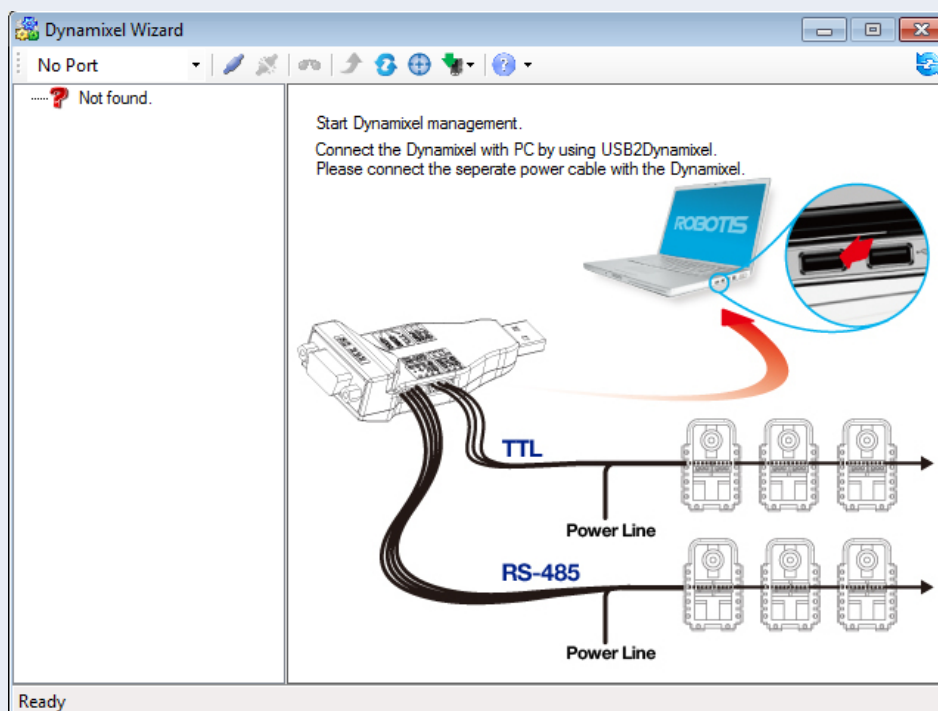 Dynamixel Wizard
No Port
Not found.
Start Dynamixel management.
Connect the Dynamixel with PC by using USB2Dynamixel.
Please connect the seperate power cable with the Dynamixel.
ROBOTIS
TTL
Power Line
RS-485
Power Line
Ready